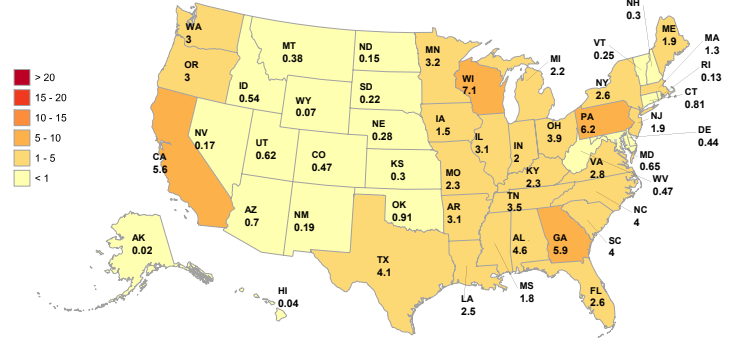 NH
0.3
WA
3
MT
0.38
ND
0.15
MN
3.2
ME
1.9
MA
1.3
VT
0.25
RI
0.13
OR
3
ID
0.54
WY
0.07
SD
0.22
WI
7.1
MI
2.2
NY
2.6
CT
0.81
> 20
15 - 20
10 - 15
5 - 10
1 - 5
< 1
NV
0.17
UT
0.62
CO
0.47
NE
0.28
IA
1.5
IL
3.1
IN
2
OH
3.9
PA
6.2
NJ
1.9
DE
0.44
CA
5.6
KS
0.3
MO
2.3
KY
2.3
VA
2.8
MD
0.65
WV
0.47
AZ
0.7
NM
0.19
OK
0.91
AR
3.1
TN
3.5
NC
4
AK
0.02
TX
4.1
AL
4.6
GA
5.9
SC
4
HI
0.04
LA
2.5
MS
1.8
FL
2.6